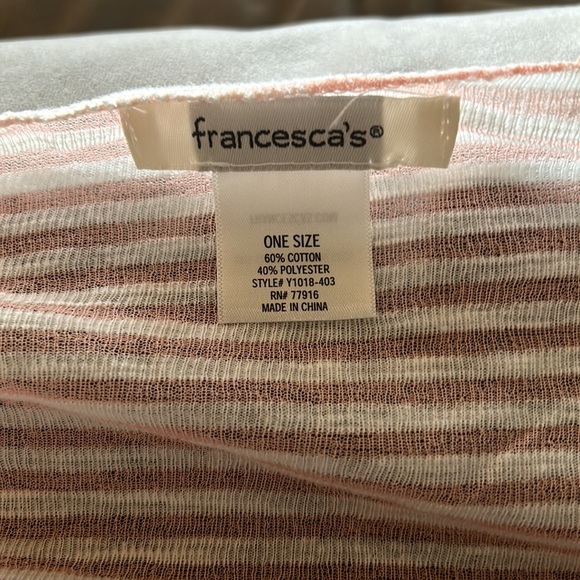 francesca's®
ONE SIZE
60% COTTON
40% POLYESTER
STYLE# Y1018-403
RN# 77916
MADE IN CHINA